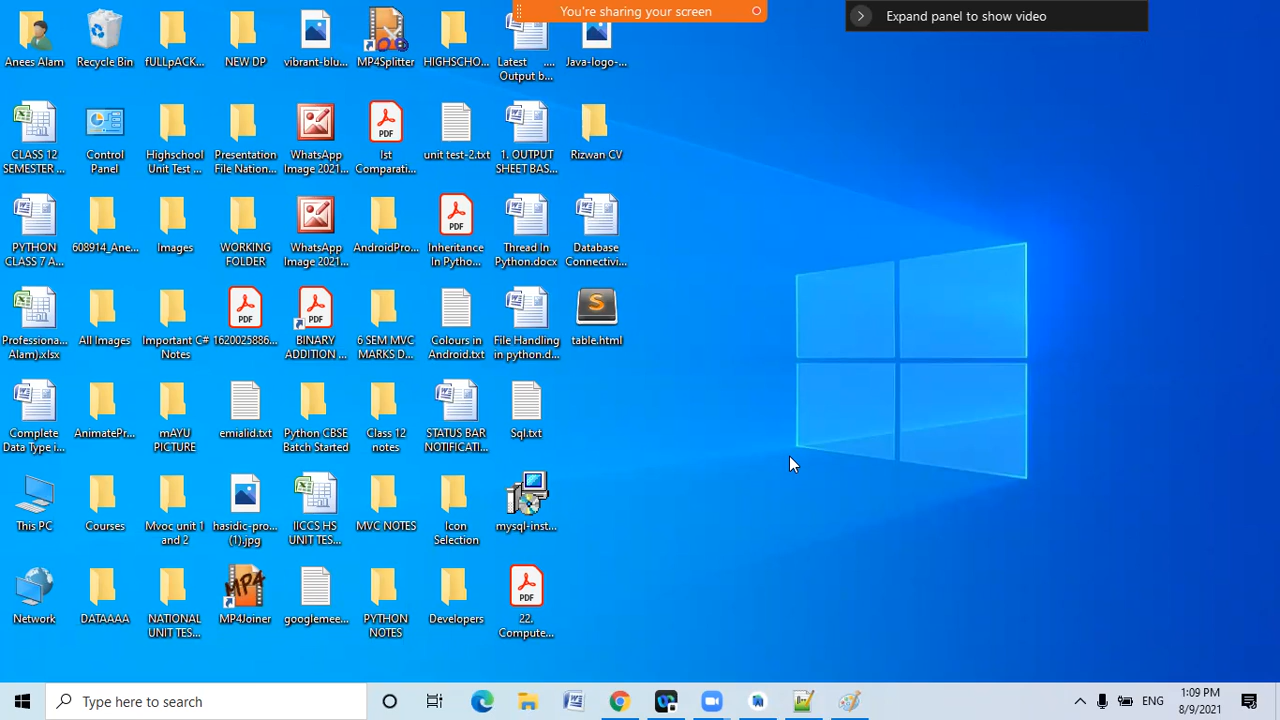 You're sharing your screen
Expand panel to show video
Anees Alam
Recycle Bin
fULLpACK...
NEW DP
vibrant-blu...
MP4Splitter
HIGHSCHO...
Latest ....
Output b...
Java-logo-...
CLASS 12
SEMESTER ...
Control
Panel
Highschool
Unit Test ...
Presentation
File Nation...
WhatsApp
Image 2021...
PDF
Ist
Comparati...
unit test-2.txt
1. OUTPUT
SHEET BAS...
Rizwan CV
PYTHON
CLASS 7 A...
608914_Ane...
Images
WORKING
FOLDER
WhatsApp
Image 2021...
AndroidPro...
PDF
Inheritance
In Pytho...
Thread In
Python.docx
Database
Connectivi...
Professiona...
Alam).xlsx
All Images
Important C#
Notes
PDF
1620025886...
PDF
BINARY
ADDITION ...
6 SEM MVC
MARKS D...
Colours in
Android.txt
File Handling
in python.d...
S
table.html
Complete
Data Type i...
AnimatePr...
mAYU
PICTURE
emialid.txt
Python CBSE
Batch Started
Class 12
notes
STATUS BAR
NOTIFICATI...
Sql.txt
This PC
Courses
Mvoc unit 1
and 2
hasidic-pro...
(1).jpg
IICCS HS
UNIT TES...
MVC NOTES
Icon
Selection
mysql-inst...
Network
DATAAAA
NATIONAL
UNIT TES...
MP4
MP4Joiner
googlemee...
PYTHON
NOTES
Developers
PDF
22.
Compute...
Type here to search
ENG
1:09 PM
8/9/2021